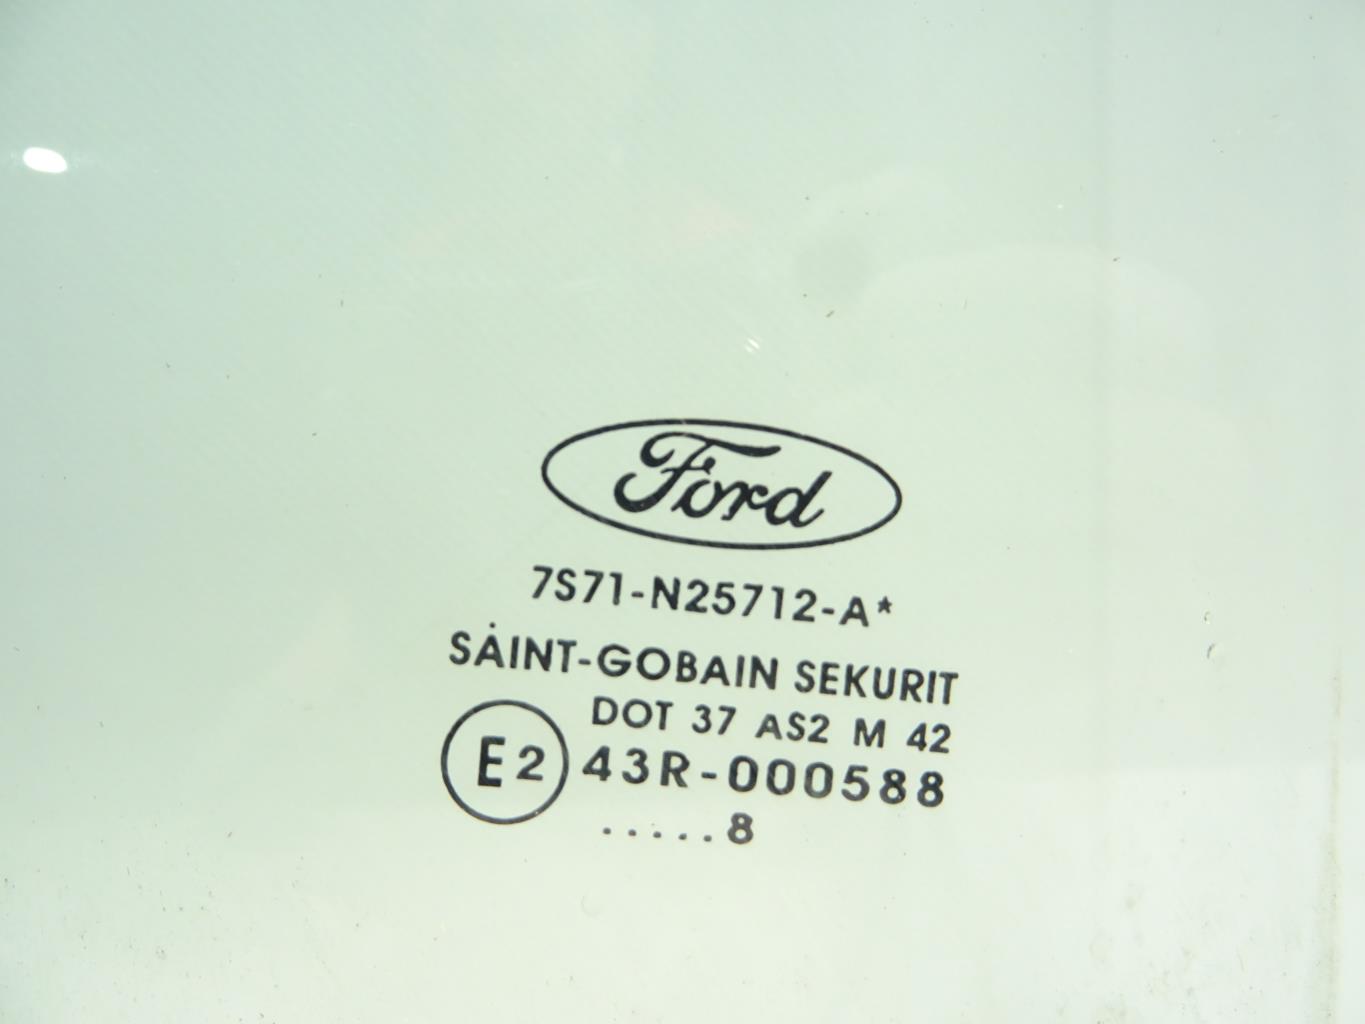 Ford
7S71-N25712-A*
SAINT-GOBAIN SEKURIT
DOT 37 AS2 M 42
E2 43R-000588
.....8